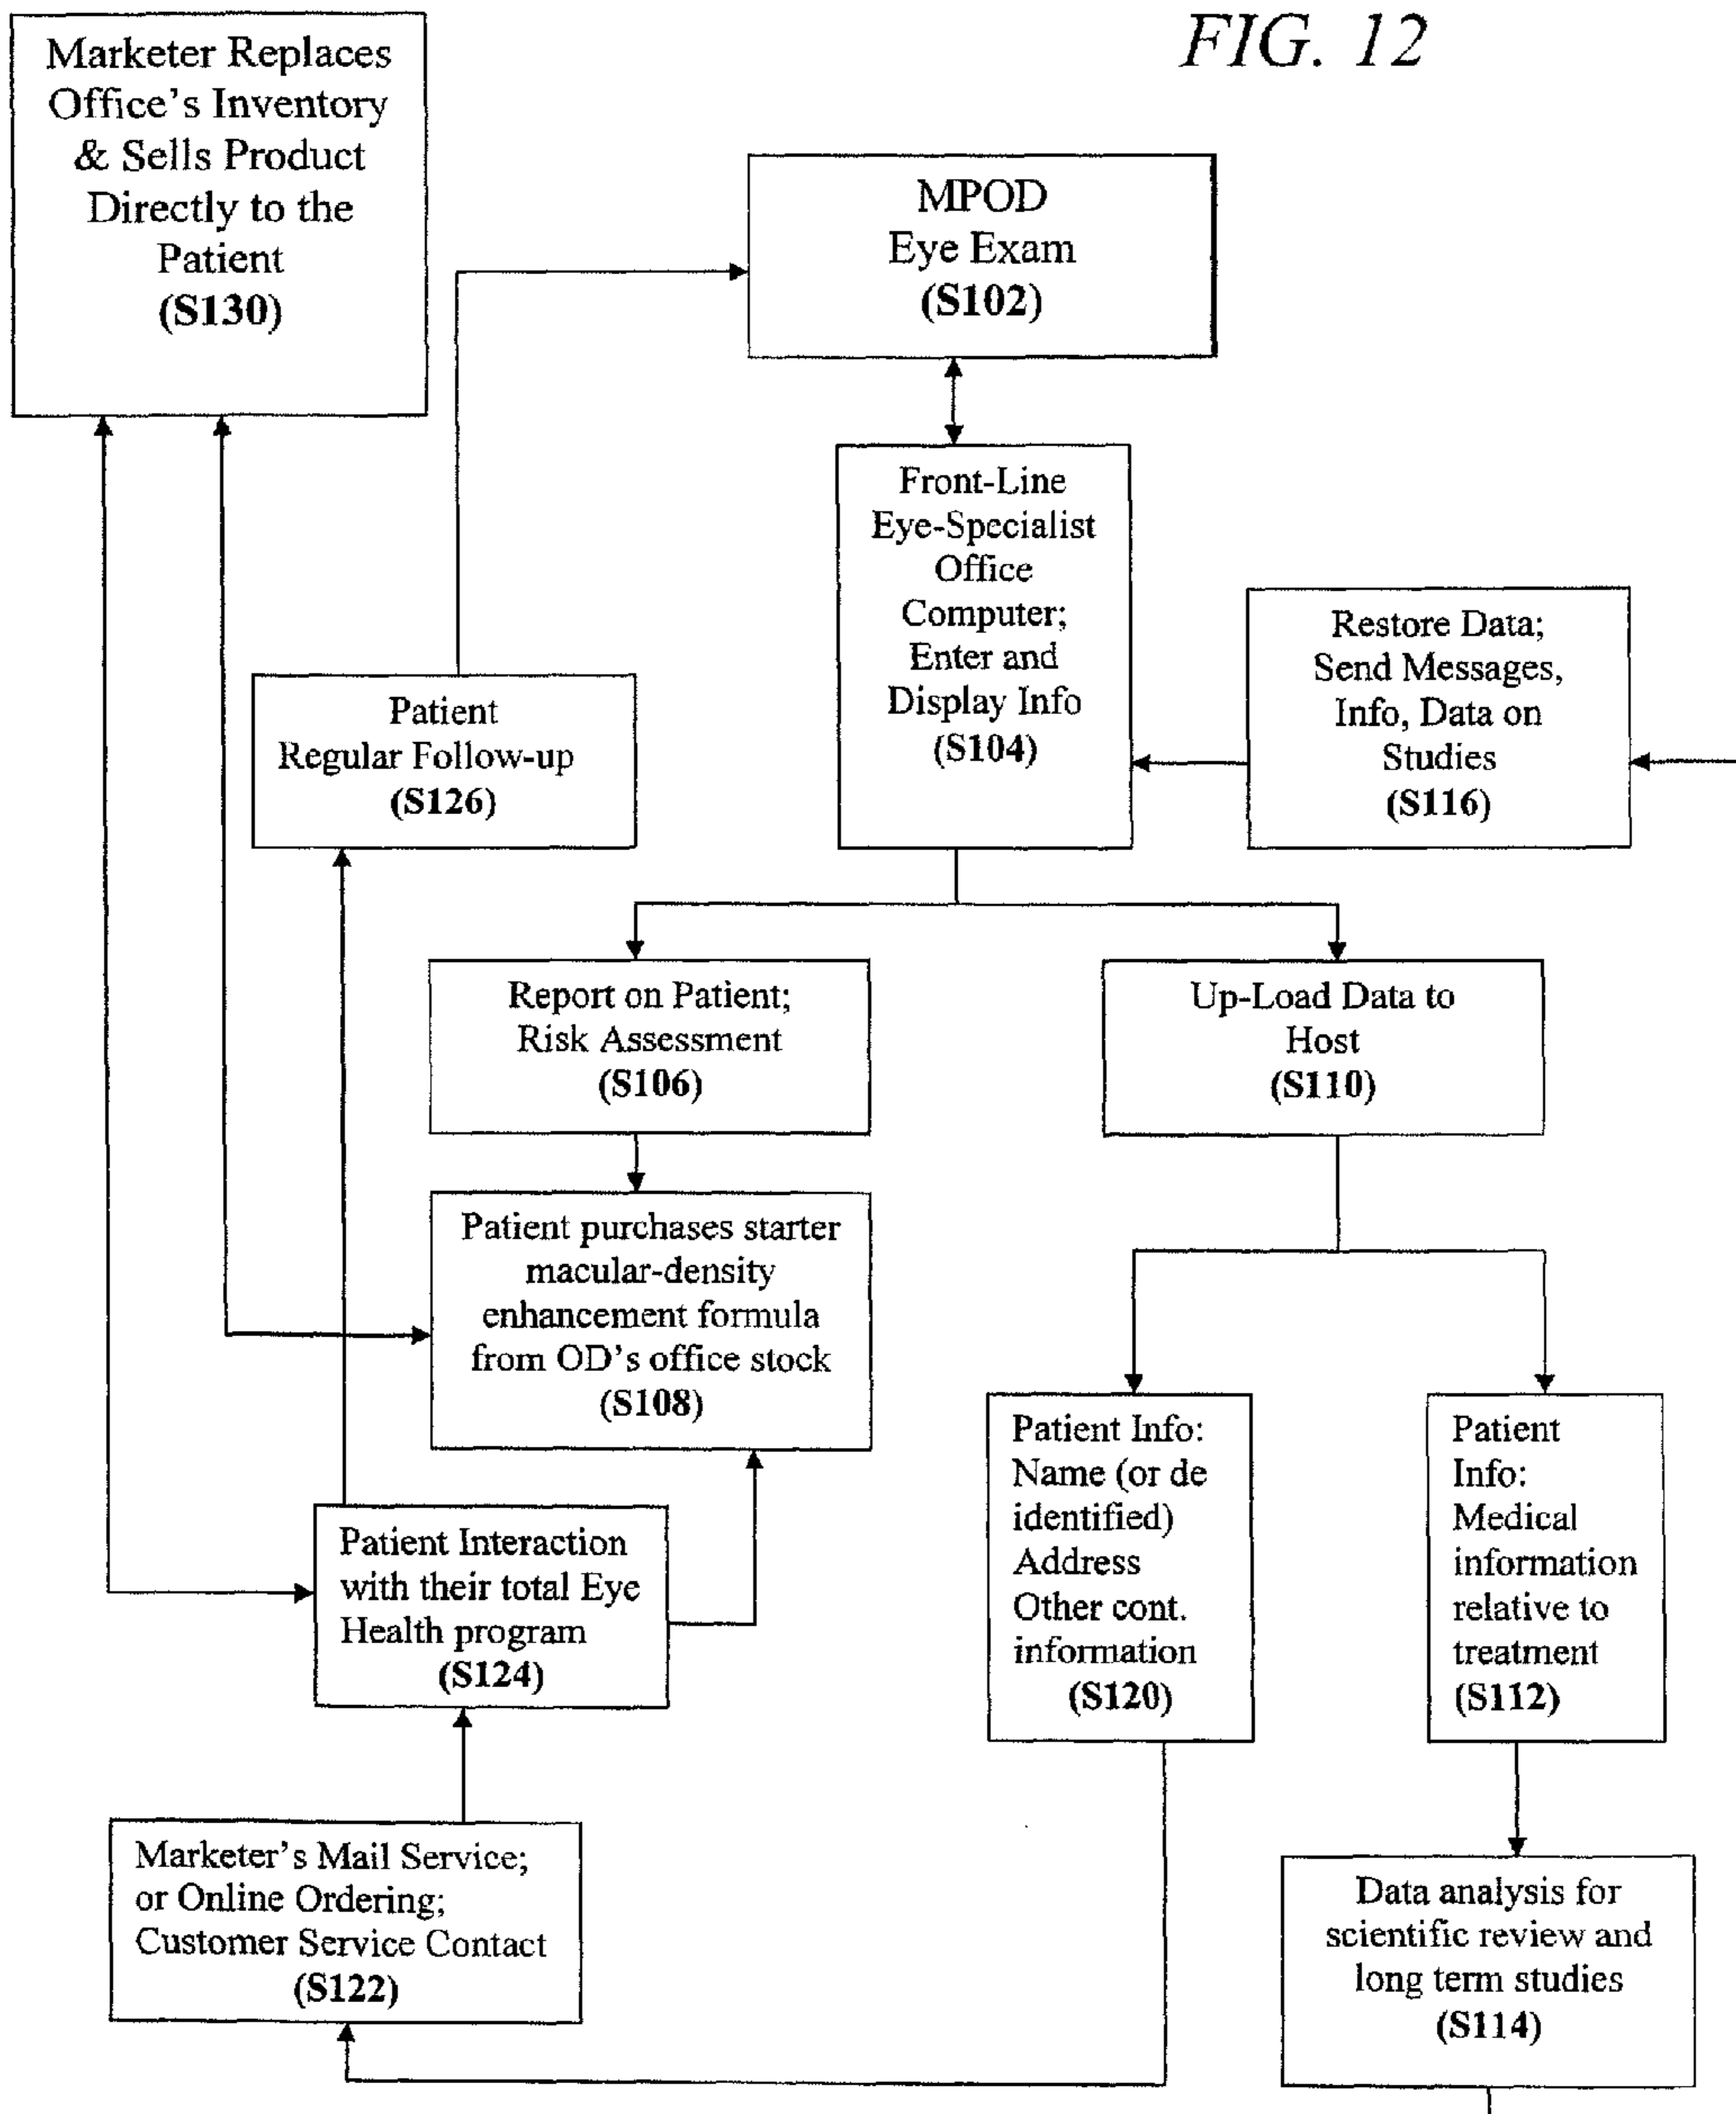 FIG. 12
Marketer Replaces
Office's Inventory
& Sells Product
Directly to the
Patient
(S130)
MPOD
Eye Exam
(S102)
Front-Line
Eye-Specialist
Office
Computer;
Enter and
Display Info
(S104)
Restore Data;
Send Messages,
Info, Data on
Studies
(S116)
Patient
Regular Follow-up
(S126)
Report on Patient;
Risk Assessment
(S106)
Up-Load Data to
Host
(S110)
Patient purchases starter
macular-density
enhancement formula
from OD's office stock
(S108)
Patient Info:
Name (or de
identified)
Address
Other cont.
information
(S120)
Patient
Info:
Medical
information
relative to
treatment
(S112)
Patient Interaction
with their total Eye
Health program
(S124)
Marketer's Mail Service;
or Online Ordering;
Customer Service Contact
(S122)
Data analysis for
scientific review and
long term studies
(S114)